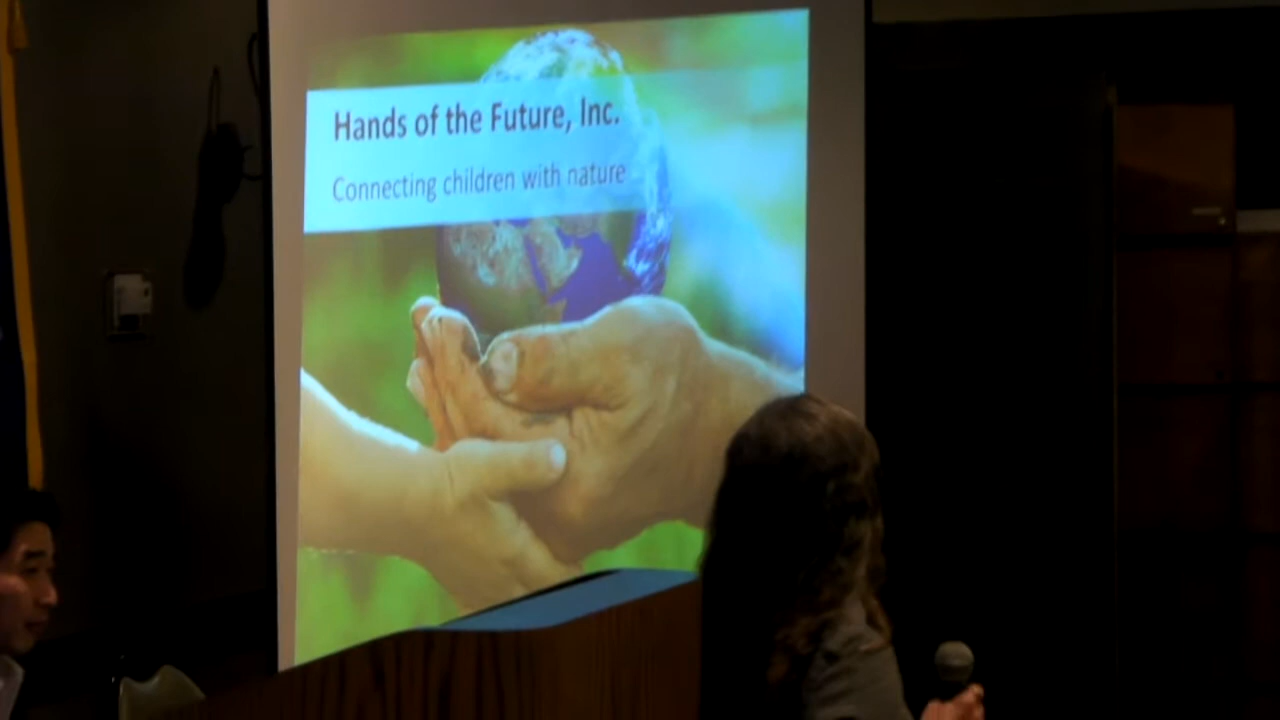 Hands of the Future, Inc.
Connecting children with nature